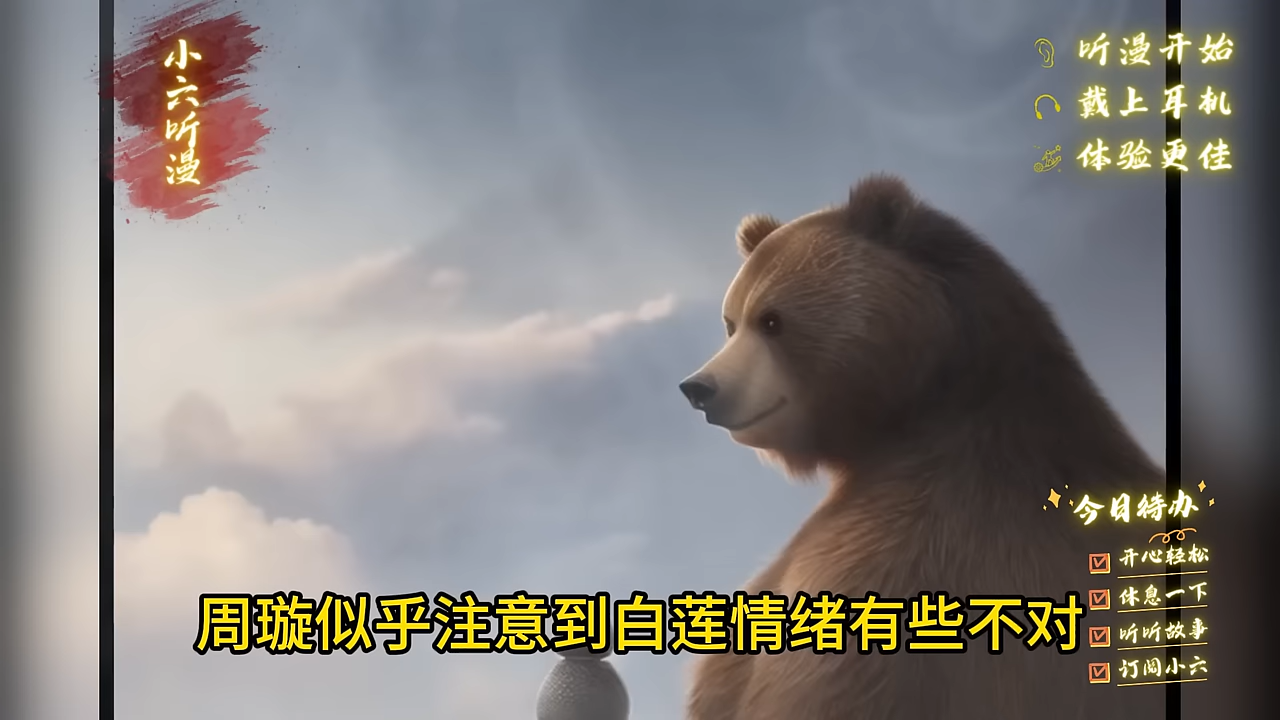 小六听漫
听漫开始
戴上耳机
体验更佳
今日待办
开心轻松
休息一下
听听故事
订阅小六
周璇似乎注意到白莲情绪有些不对